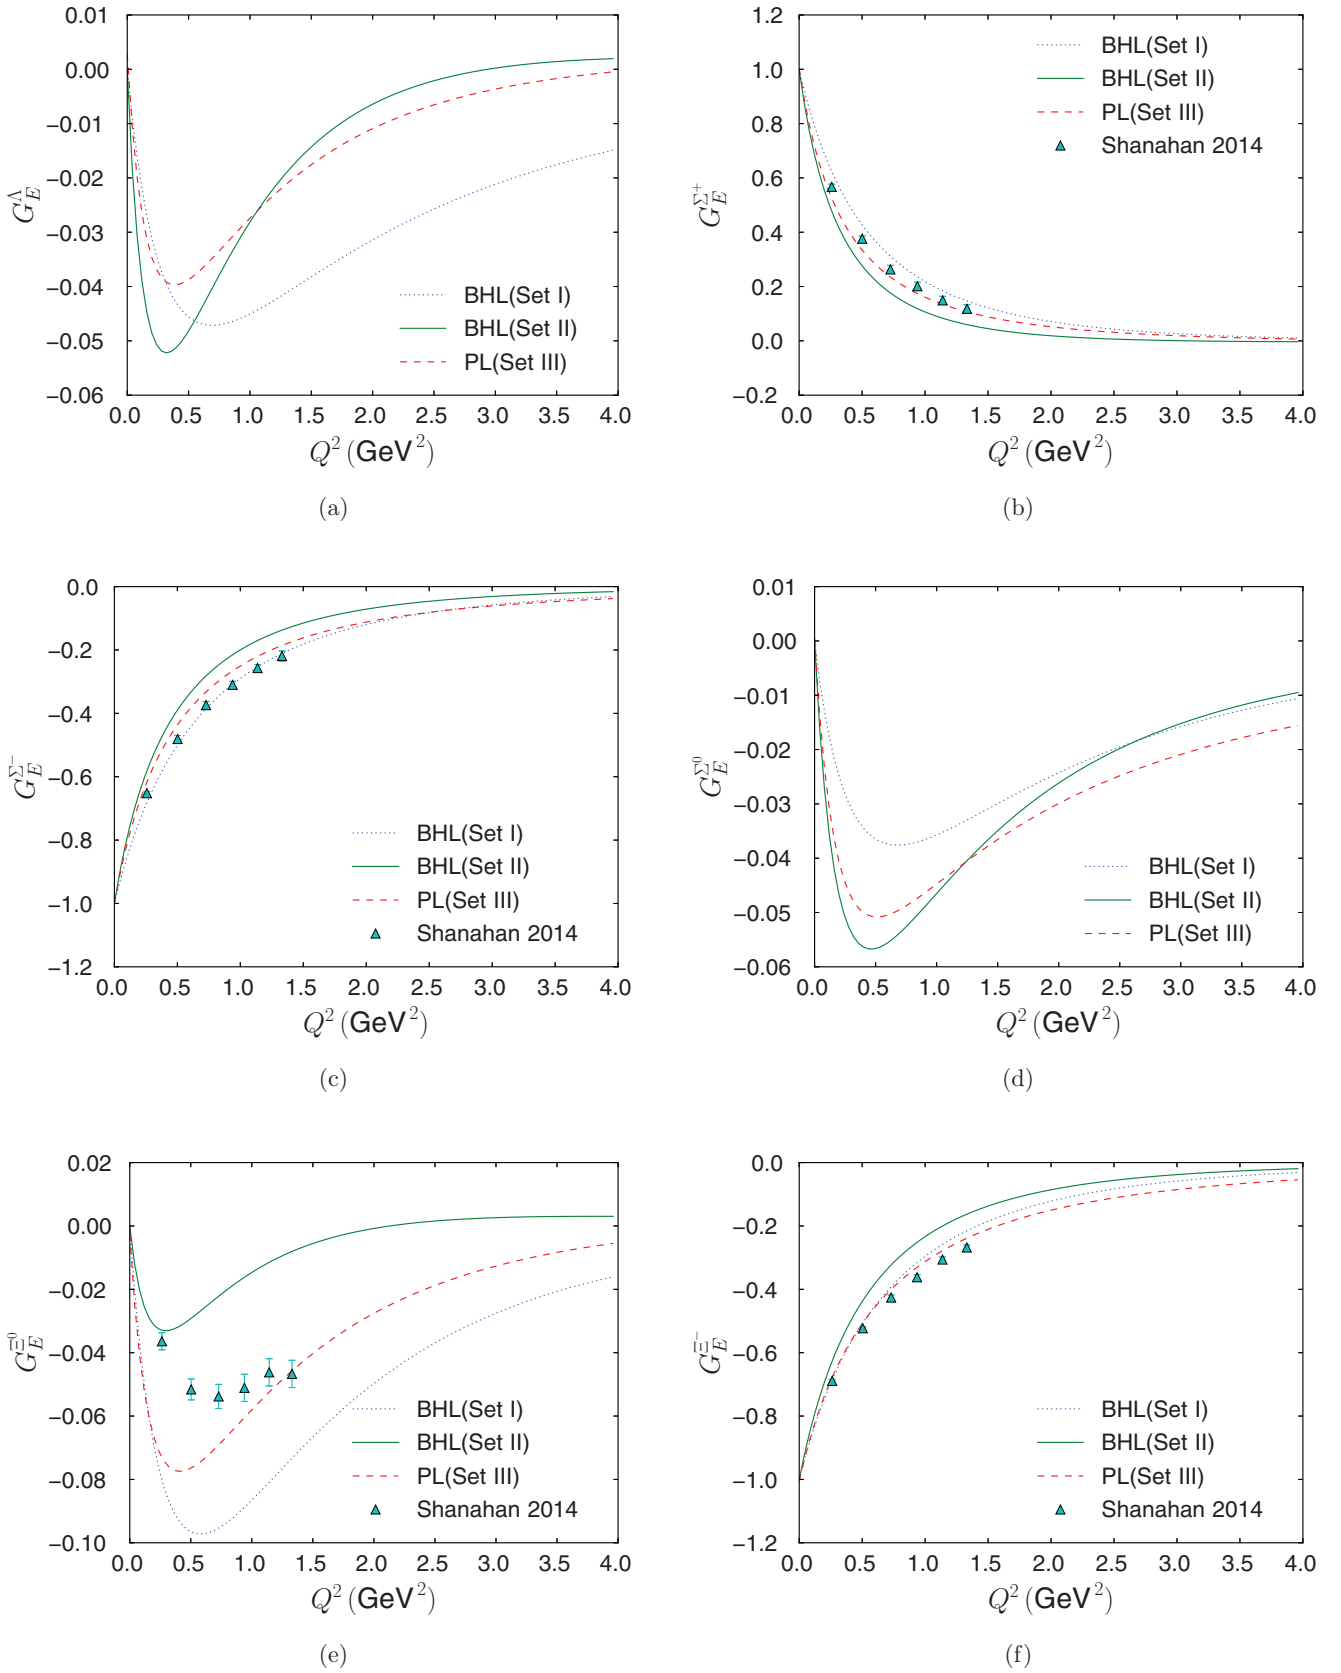 0.01
0.00
−0.01
−0.02
−0.03
−0.04
−0.05
−0.06
G_E^Λ
BHL(Set I)
BHL(Set II)
PL(Set III)
0.0 0.5 1.0 1.5 2.0 2.5 3.0 3.5 4.0
Q² (GeV²)
(a)
1.2
1.0
0.8
0.6
0.4
0.2
0.0
−0.2
G_E^{Σ⁺}
BHL(Set I)
BHL(Set II)
PL(Set III)
Shanahan 2014
0.0 0.5 1.0 1.5 2.0 2.5 3.0 3.5 4.0
Q² (GeV²)
(b)
0.0
−0.2
−0.4
−0.6
−0.8
−1.0
−1.2
G_E^{Σ⁻}
BHL(Set I)
BHL(Set II)
PL(Set III)
Shanahan 2014
0.0 0.5 1.0 1.5 2.0 2.5 3.0 3.5 4.0
Q² (GeV²)
(c)
0.01
0.00
−0.01
−0.02
−0.03
−0.04
−0.05
−0.06
G_E^{Σ⁰}
BHL(Set I)
BHL(Set II)
PL(Set III)
0.0 0.5 1.0 1.5 2.0 2.5 3.0 3.5 4.0
Q² (GeV²)
(d)
0.02
0.00
−0.02
−0.04
−0.06
−0.08
−0.10
G_E^{Ξ⁰}
BHL(Set I)
BHL(Set II)
PL(Set III)
Shanahan 2014
0.0 0.5 1.0 1.5 2.0 2.5 3.0 3.5 4.0
Q² (GeV²)
(e)
0.0
−0.2
−0.4
−0.6
−0.8
−1.0
−1.2
G_E^{Ξ⁻}
BHL(Set I)
BHL(Set II)
PL(Set III)
Shanahan 2014
0.0 0.5 1.0 1.5 2.0 2.5 3.0 3.5 4.0
Q² (GeV²)
(f)